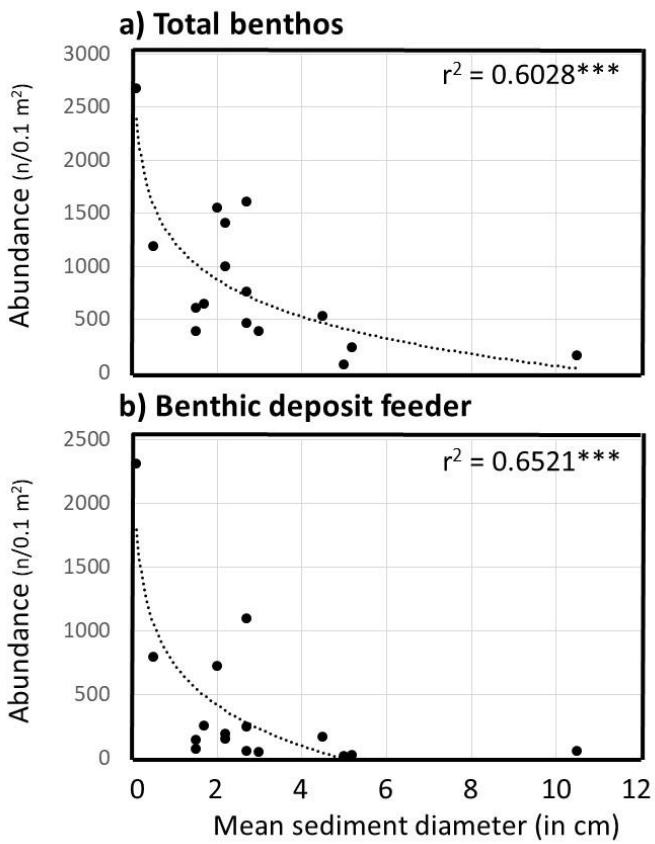 a) Total benthos
r² = 0.6028***
Abundance (n/0.1 m²)
3000
2500
2000
1500
1000
500
0
b) Benthic deposit feeder
r² = 0.6521***
Abundance (n/0.1 m²)
2500
2000
1500
1000
500
0
0 2 4 6 8 10 12
Mean sediment diameter (in cm)